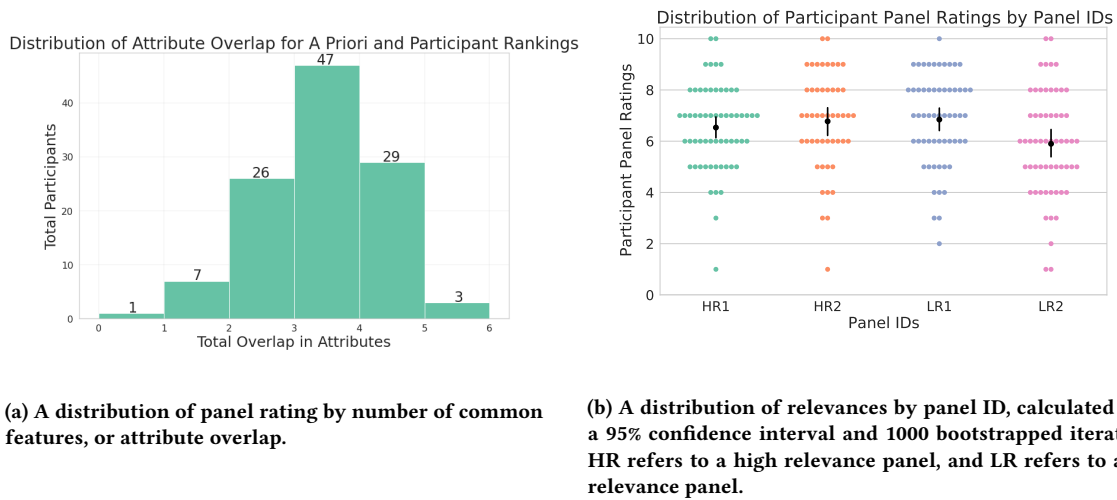 Distribution of Attribute Overlap for A Priori and Participant Rankings
Total Participants
40
30
20
10
0
1
7
26
47
29
3
0 1 2 3 4 5 6
Total Overlap in Attributes
(a) A distribution of panel rating by number of common
features, or attribute overlap.
Distribution of Participant Panel Ratings by Panel IDs
Participant Panel Ratings
10
8
6
4
2
0
HR1 HR2 LR1 LR2
Panel IDs
(b) A distribution of relevances by panel ID, calculated
a 95% confidence interval and 1000 bootstrapped iterat
HR refers to a high relevance panel, and LR refers to a
relevance panel.